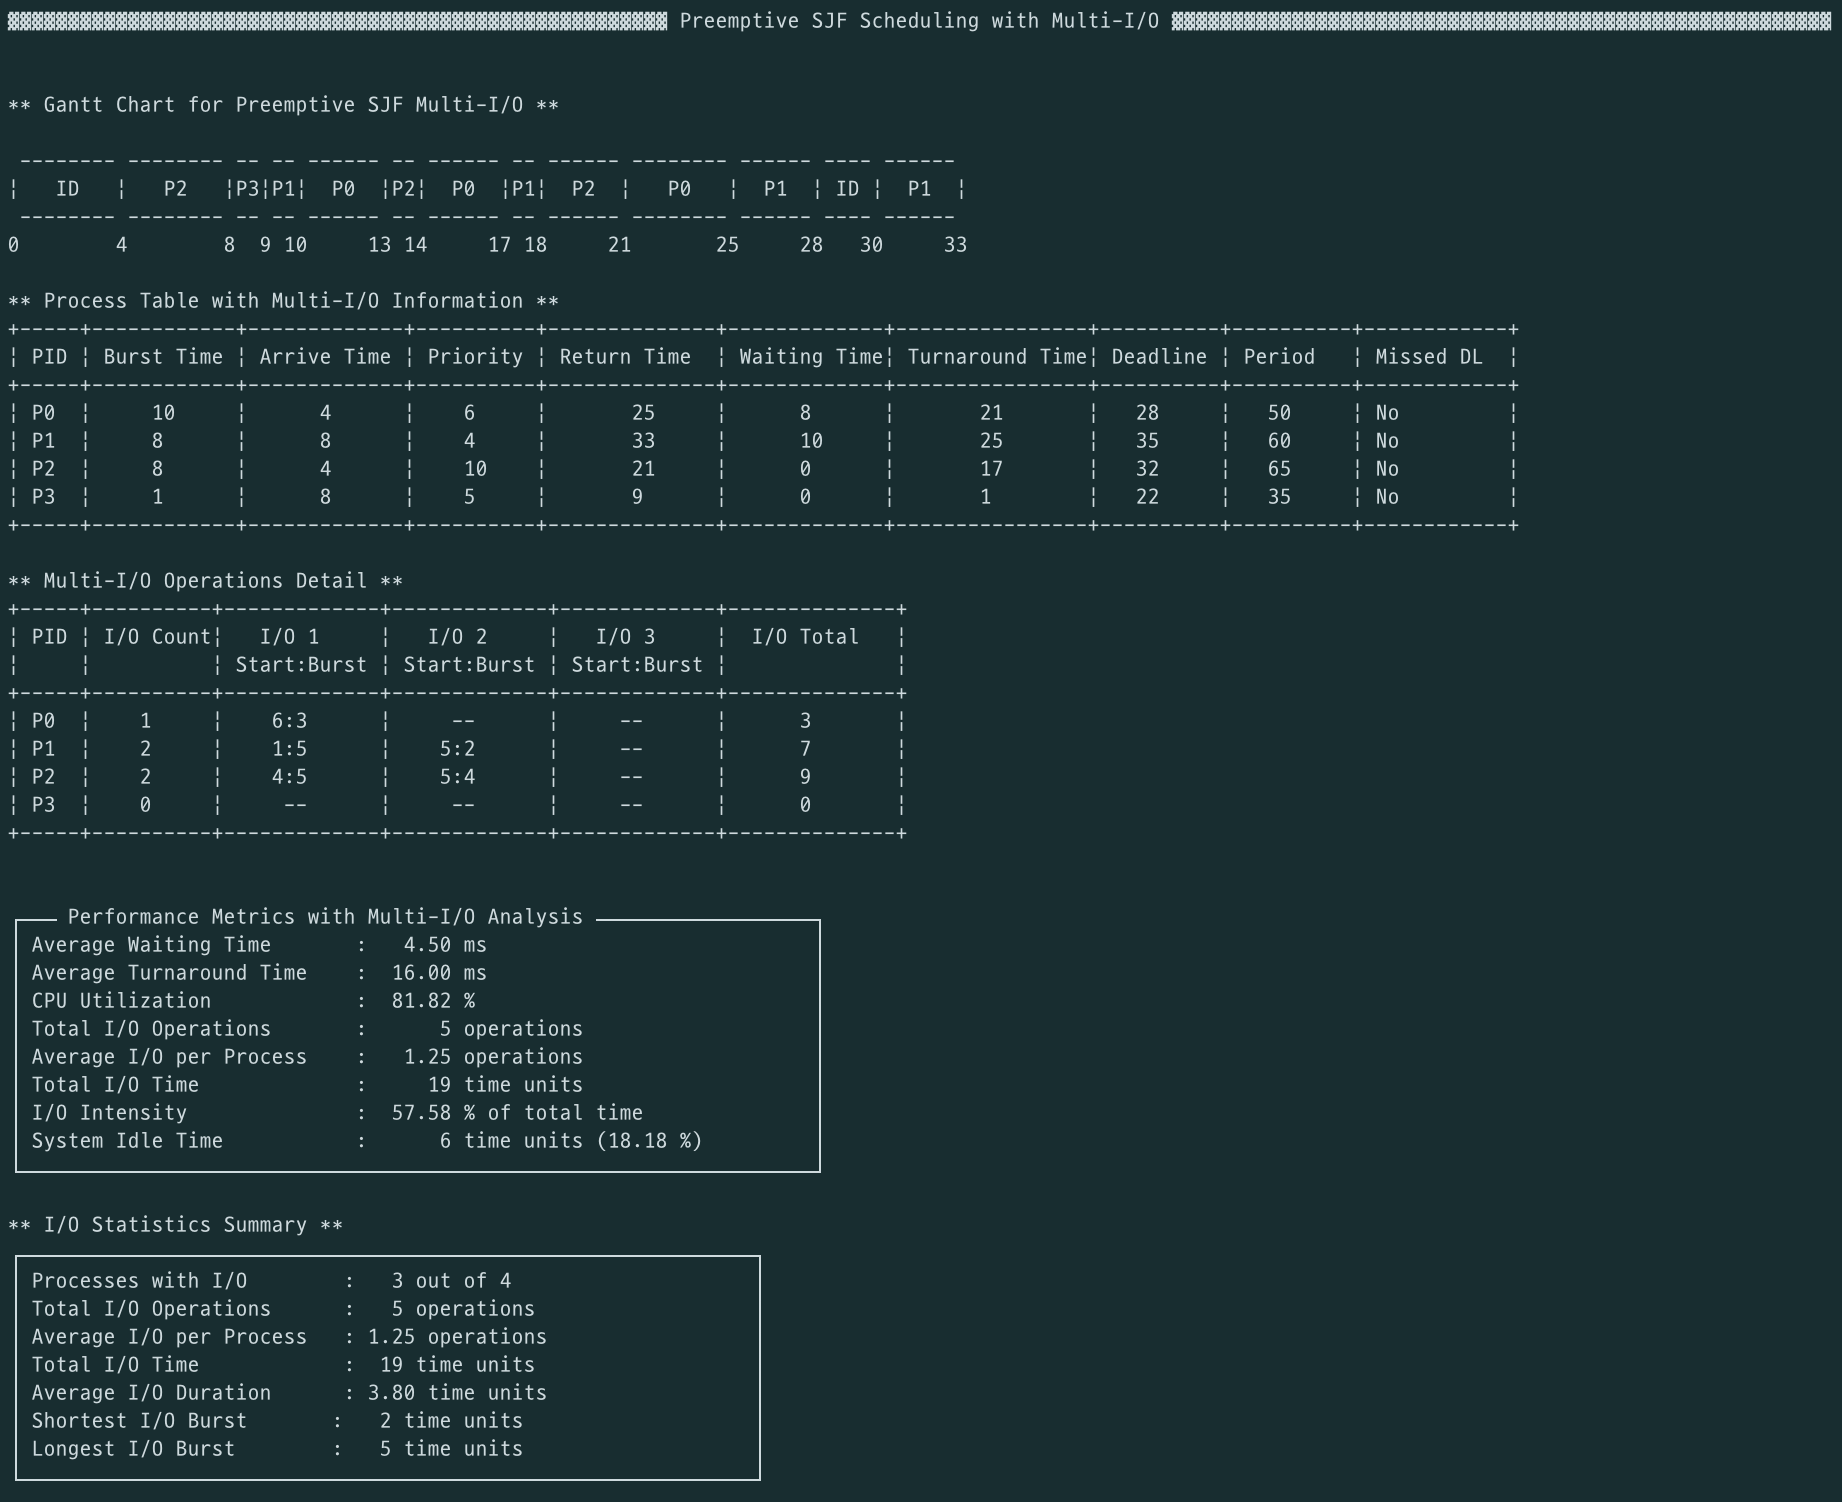 Preemptive SJF Scheduling with Multi-I/O
** Gantt Chart for Preemptive SJF Multi-I/O **
-------- -------- -- -- ------ -- ------ -- ------ -------- ------ ---- ------
¦   ID   ¦   P2   ¦P3¦P1¦  P0  ¦P2¦  P0  ¦P1¦  P2  ¦   P0   ¦  P1  ¦ ID ¦  P1  ¦
-------- -------- -- -- ------ -- ------ -- ------ -------- ------ ---- ------
0        4        8  9 10     13 14     17 18     21       25     28   30     33
** Process Table with Multi-I/O Information **
+-----+------------+-------------+----------+--------------+-------------+----------------+----------+----------+------------+
¦ PID ¦ Burst Time ¦ Arrive Time ¦ Priority ¦ Return Time  ¦ Waiting Time¦ Turnaround Time¦ Deadline ¦ Period   ¦ Missed DL  ¦
+-----+------------+-------------+----------+--------------+-------------+----------------+----------+----------+------------+
¦ P0  ¦     10     ¦      4      ¦    6     ¦       25     ¦      8      ¦       21       ¦   28     ¦   50     ¦ No         ¦
¦ P1  ¦     8      ¦      8      ¦    4     ¦       33     ¦      10     ¦       25       ¦   35     ¦   60     ¦ No         ¦
¦ P2  ¦     8      ¦      4      ¦    10    ¦       21     ¦      0      ¦       17       ¦   32     ¦   65     ¦ No         ¦
¦ P3  ¦     1      ¦      8      ¦    5     ¦       9      ¦      0      ¦       1        ¦   22     ¦   35     ¦ No         ¦
+-----+------------+-------------+----------+--------------+-------------+----------------+----------+----------+------------+
** Multi-I/O Operations Detail **
+-----+----------+-------------+-------------+-------------+--------------+
¦ PID ¦ I/O Count¦   I/O 1     ¦   I/O 2     ¦   I/O 3     ¦  I/O Total   ¦
¦     ¦          ¦ Start:Burst ¦ Start:Burst ¦ Start:Burst ¦              ¦
+-----+----------+-------------+-------------+-------------+--------------+
¦ P0  ¦    1     ¦    6:3      ¦     --      ¦     --      ¦      3       ¦
¦ P1  ¦    2     ¦    1:5      ¦    5:2      ¦     --      ¦      7       ¦
¦ P2  ¦    2     ¦    4:5      ¦    5:4      ¦     --      ¦      9       ¦
¦ P3  ¦    0     ¦     --      ¦     --      ¦     --      ¦      0       ¦
+-----+----------+-------------+-------------+-------------+--------------+
Performance Metrics with Multi-I/O Analysis
Average Waiting Time       :   4.50 ms
Average Turnaround Time    :  16.00 ms
CPU Utilization            :  81.82 %
Total I/O Operations       :      5 operations
Average I/O per Process    :   1.25 operations
Total I/O Time             :     19 time units
I/O Intensity              :  57.58 % of total time
System Idle Time           :      6 time units (18.18 %)
** I/O Statistics Summary **
Processes with I/O        :   3 out of 4
Total I/O Operations      :   5 operations
Average I/O per Process   : 1.25 operations
Total I/O Time            :  19 time units
Average I/O Duration      : 3.80 time units
Shortest I/O Burst       :   2 time units
Longest I/O Burst        :   5 time units